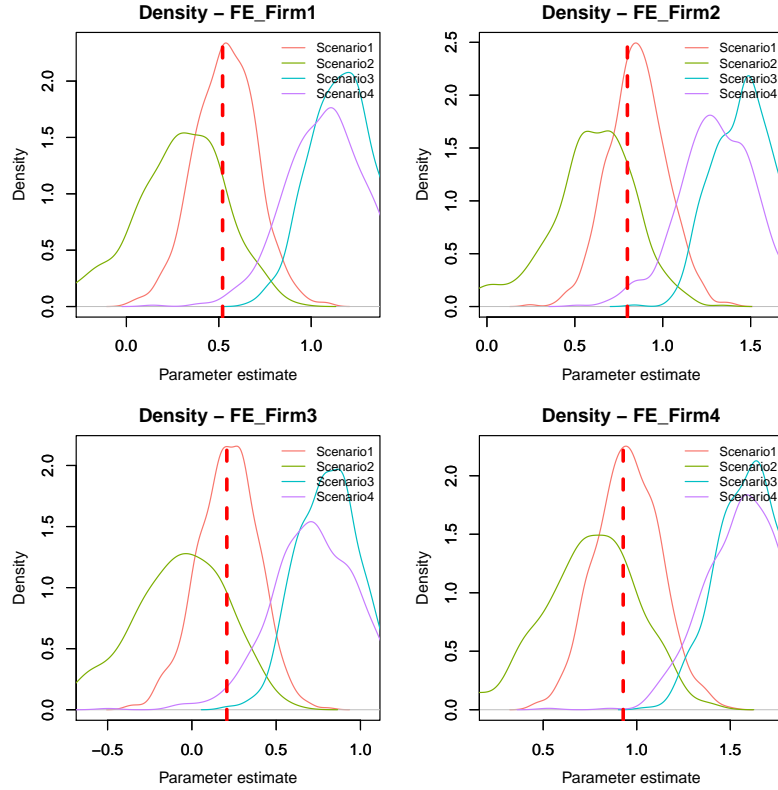 Density – FE_Firm1
Density
0.0 0.5 1.0 1.5 2.0
Scenario1
Scenario2
Scenario3
Scenario4
0.0 0.5 1.0
Parameter estimate
Density – FE_Firm2
Density
0.0 0.5 1.0 1.5 2.0 2.5
Scenario1
Scenario2
Scenario3
Scenario4
0.0 0.5 1.0 1.5
Parameter estimate
Density – FE_Firm3
Density
0.0 0.5 1.0 1.5 2.0
Scenario1
Scenario2
Scenario3
Scenario4
−0.5 0.0 0.5 1.0
Parameter estimate
Density – FE_Firm4
Density
0.0 0.5 1.0 1.5 2.0
Scenario1
Scenario2
Scenario3
Scenario4
0.5 1.0 1.5
Parameter estimate